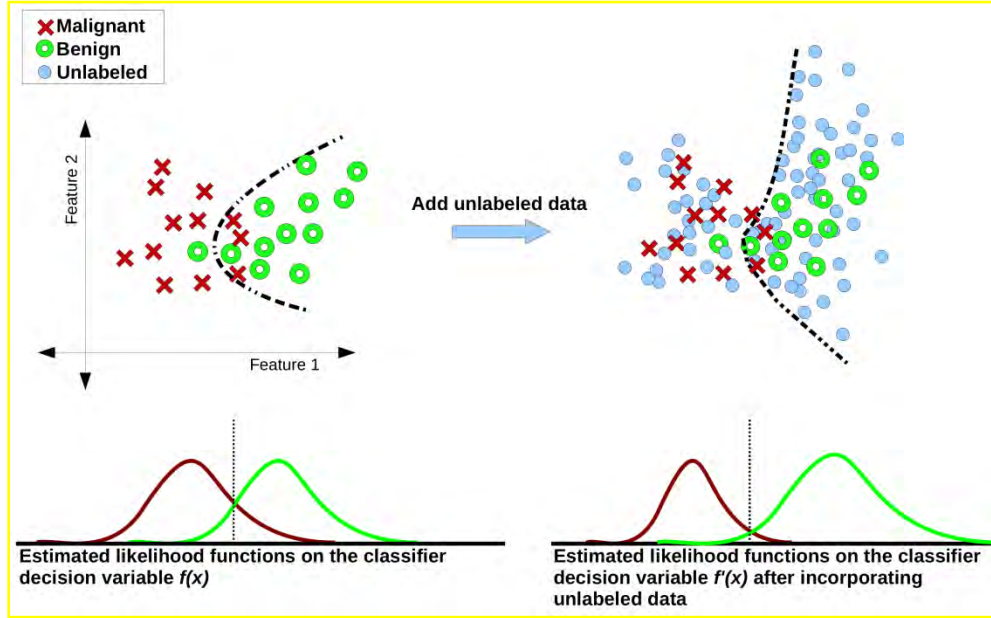 Malignant
Benign
Unlabeled
Feature 2
Feature 1
Add unlabeled data
Estimated likelihood functions on the classifier
decision variable f(x)
Estimated likelihood functions on the classifier
decision variable f'(x) after incorporating
unlabeled data